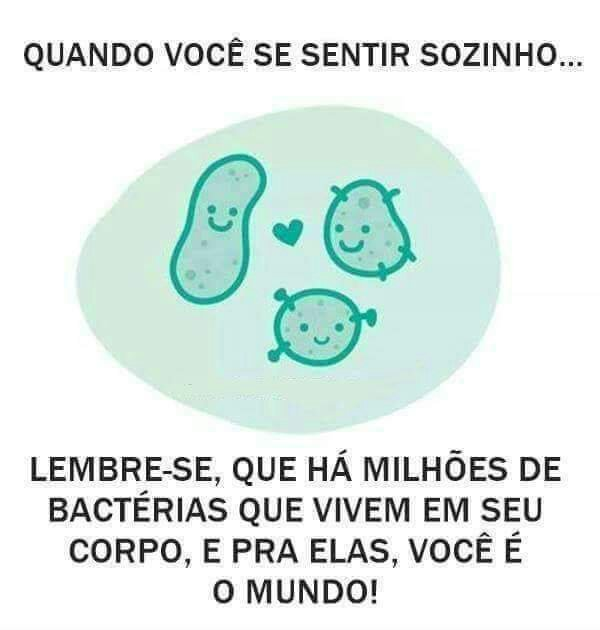 QUANDO VOCÊ SE SENTIR SOZINHO...
LEMBRE-SE, QUE HÁ MILHÕES DE
BACTÉRIAS QUE VIVEM EM SEU
CORPO, E PRA ELAS, VOCÊ É
O MUNDO!